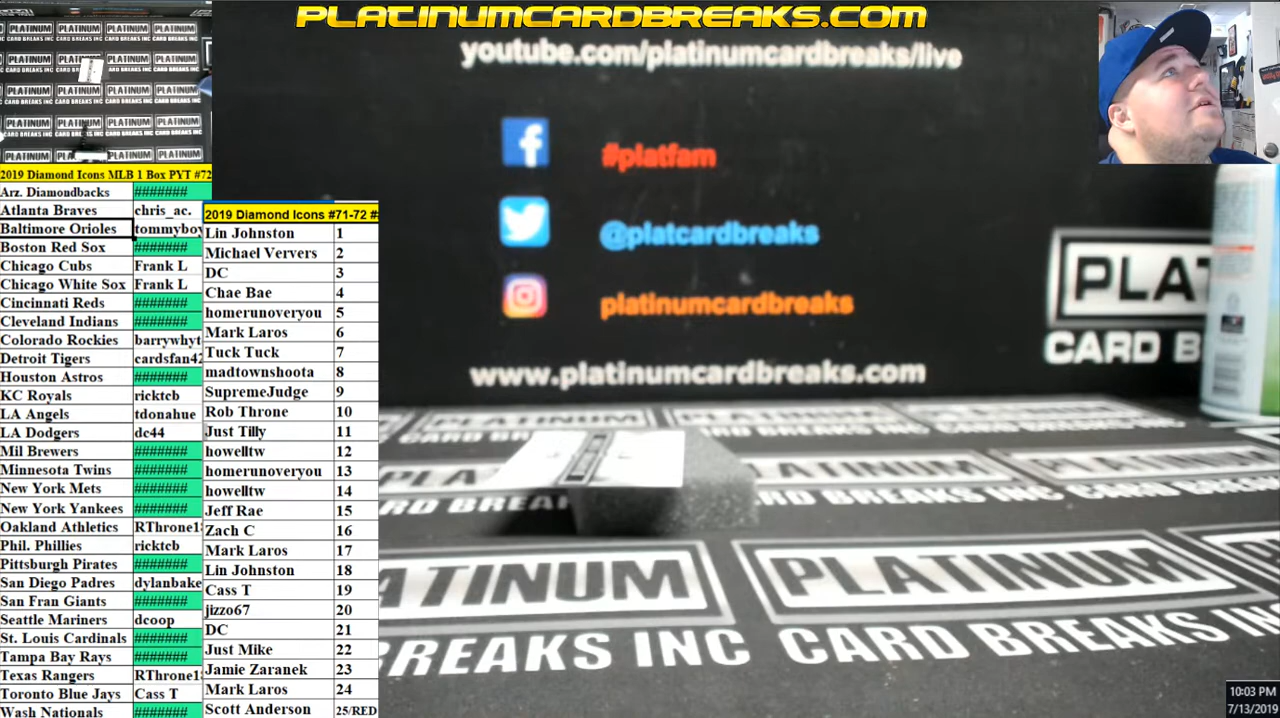 PLATINUMCARDBREAKS.COM
youtube.com/platinumcardbreaks/live
#platfam
@platcardbreaks
platinumcardbreaks
www.platinumcardbreaks.com
2019 Diamond Icons MLB 1 Box PYT #72
Arz. Diamondbacks #######
Atlanta Braves chris_ac.
Baltimore Orioles tommyboy
Boston Red Sox #######
Chicago Cubs Frank L
Chicago White Sox Frank L
Cincinnati Reds #######
Cleveland Indians #######
Colorado Rockies barrywhyt
Detroit Tigers cardsfan42
Houston Astros #######
KC Royals ricktcb
LA Angels tdonahue
LA Dodgers dc44
Mil Brewers #######
Minnesota Twins #######
New York Mets #######
New York Yankees #######
Oakland Athletics RThrone18
Phil. Phillies ricktcb
Pittsburgh Pirates #######
San Diego Padres dylanbake
San Fran Giants #######
Seattle Mariners dcoop
St. Louis Cardinals #######
Tampa Bay Rays #######
Texas Rangers RThrone18
Toronto Blue Jays Cass T
Wash Nationals #######
2019 Diamond Icons #71-72 #
Lin Johnston 1
Michael Ververs 2
DC 3
Chae Bae 4
homerunoveryou 5
Mark Laros 6
Tuck Tuck 7
madtownshoota 8
SupremeJudge 9
Rob Throne 10
Just Tilly 11
howelltw 12
homerunoveryou 13
howelltw 14
Jeff Rae 15
Zach C 16
Mark Laros 17
Lin Johnston 18
Cass T 19
jizzo67 20
DC 21
Just Mike 22
Jamie Zaranek 23
Mark Laros 24
Scott Anderson 25/RED
PLAT
CARD B
CARD BREAKS INC
PLATINUM
CARD BREAKS INC
10:03 PM
7/13/2019